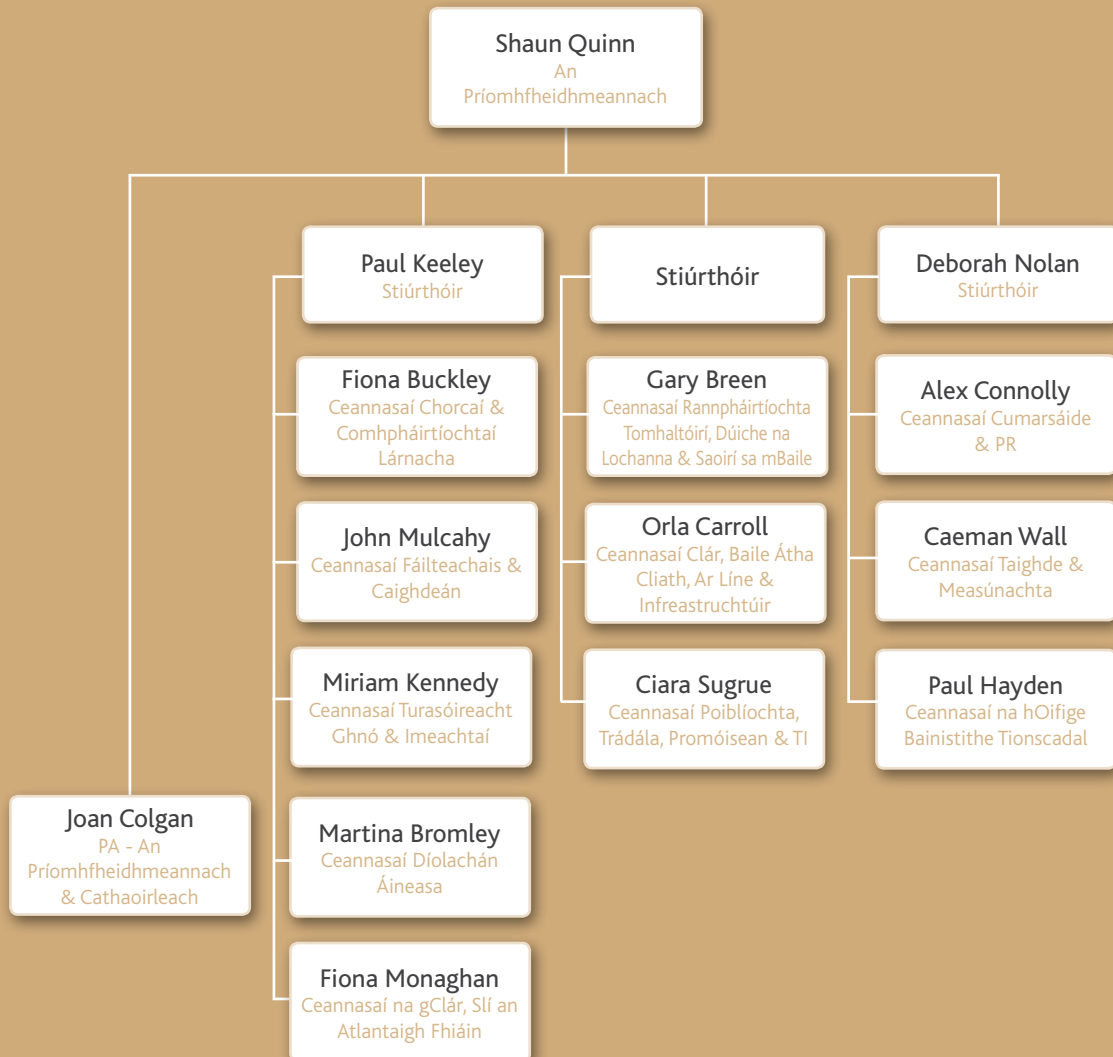 Shaun Quinn
An
Príomhfheidhmeannach
Paul Keeley
Stiúrthóir
Stiúrthóir
Deborah Nolan
Stiúrthóir
Fiona Buckley
Ceannasaí Chorcaí &
Comhpháirtíochtaí
Lárnacha
Gary Breen
Ceannasaí Rannpháirtíochta
Tomhaltóirí, Dúiche na
Lochanna & Saoirí sa mBaile
Alex Connolly
Ceannasaí Cumarsáide
& PR
John Mulcahy
Ceannasaí Fáilteachais &
Caighdeán
Orla Carroll
Ceannasaí Clár, Baile Átha
Cliath, Ar Líne &
Infreastruchtúir
Caeman Wall
Ceannasaí Taighde &
Measúnachta
Miriam Kennedy
Ceannasaí Turasóireacht
Ghnó & Imeachtaí
Ciara Sugrue
Ceannasaí Poiblíochta,
Trádála, Promóisean & TI
Paul Hayden
Ceannasaí na hOifige
Bainistithe Tionscadal
Joan Colgan
PA - An
Príomhfheidhmeannach
& Cathaoirleach
Martina Bromley
Ceannasaí Díolachán
Áineasa
Fiona Monaghan
Ceannasaí na gClár, Slí an
Atlantaigh Fhiáin